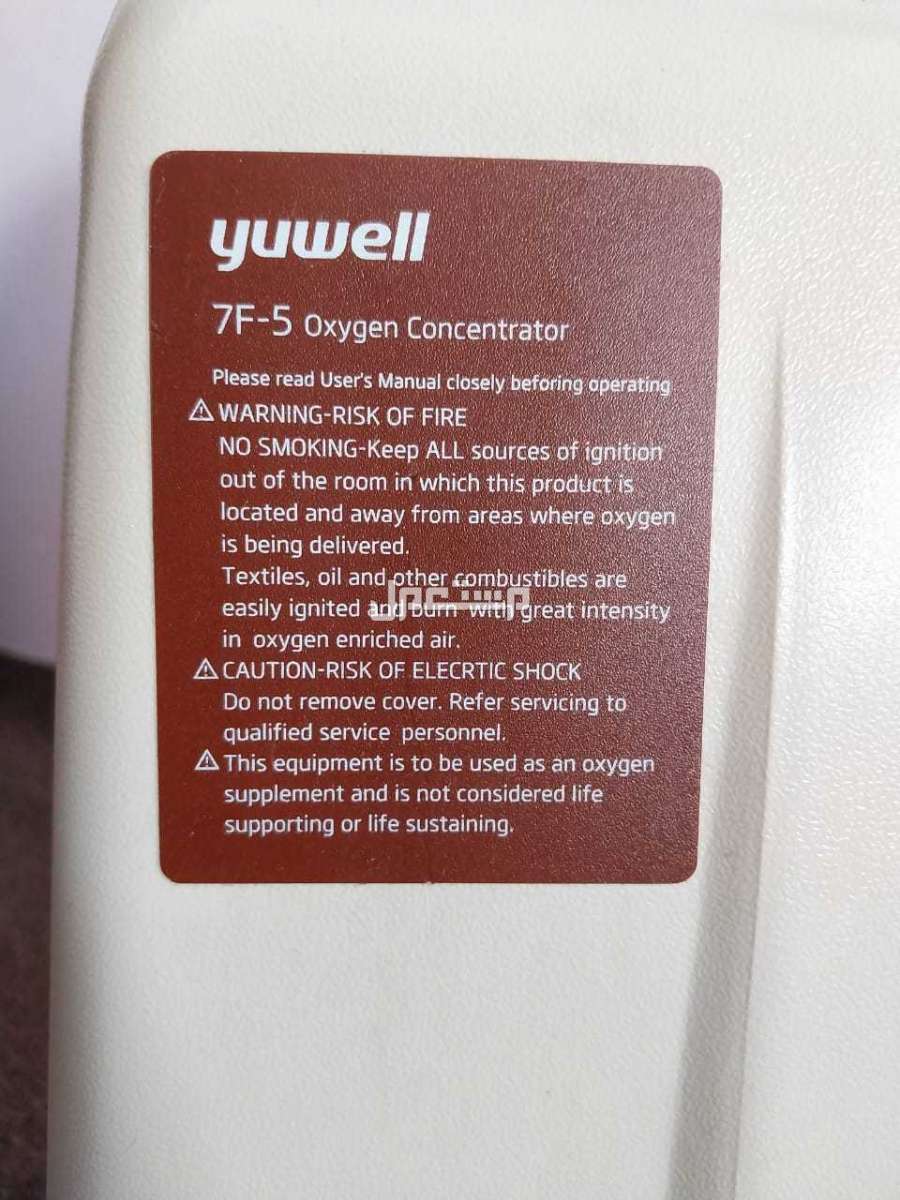 yuwell
7F-5 Oxygen Concentrator
Please read User's Manual closely beforing operating
WARNING-RISK OF FIRE
NO SMOKING-Keep ALL sources of ignition
out of the room in which this product is
located and away from areas where oxygen
is being delivered.
Textiles, oil and other combustibles are
easily ignited and burn with great intensity
in oxygen enriched air.
مستعمل
CAUTION-RISK OF ELECRTIC SHOCK
Do not remove cover. Refer servicing to
qualified service personnel.
This equipment is to be used as an oxygen
supplement and is not considered life
supporting or life sustaining.